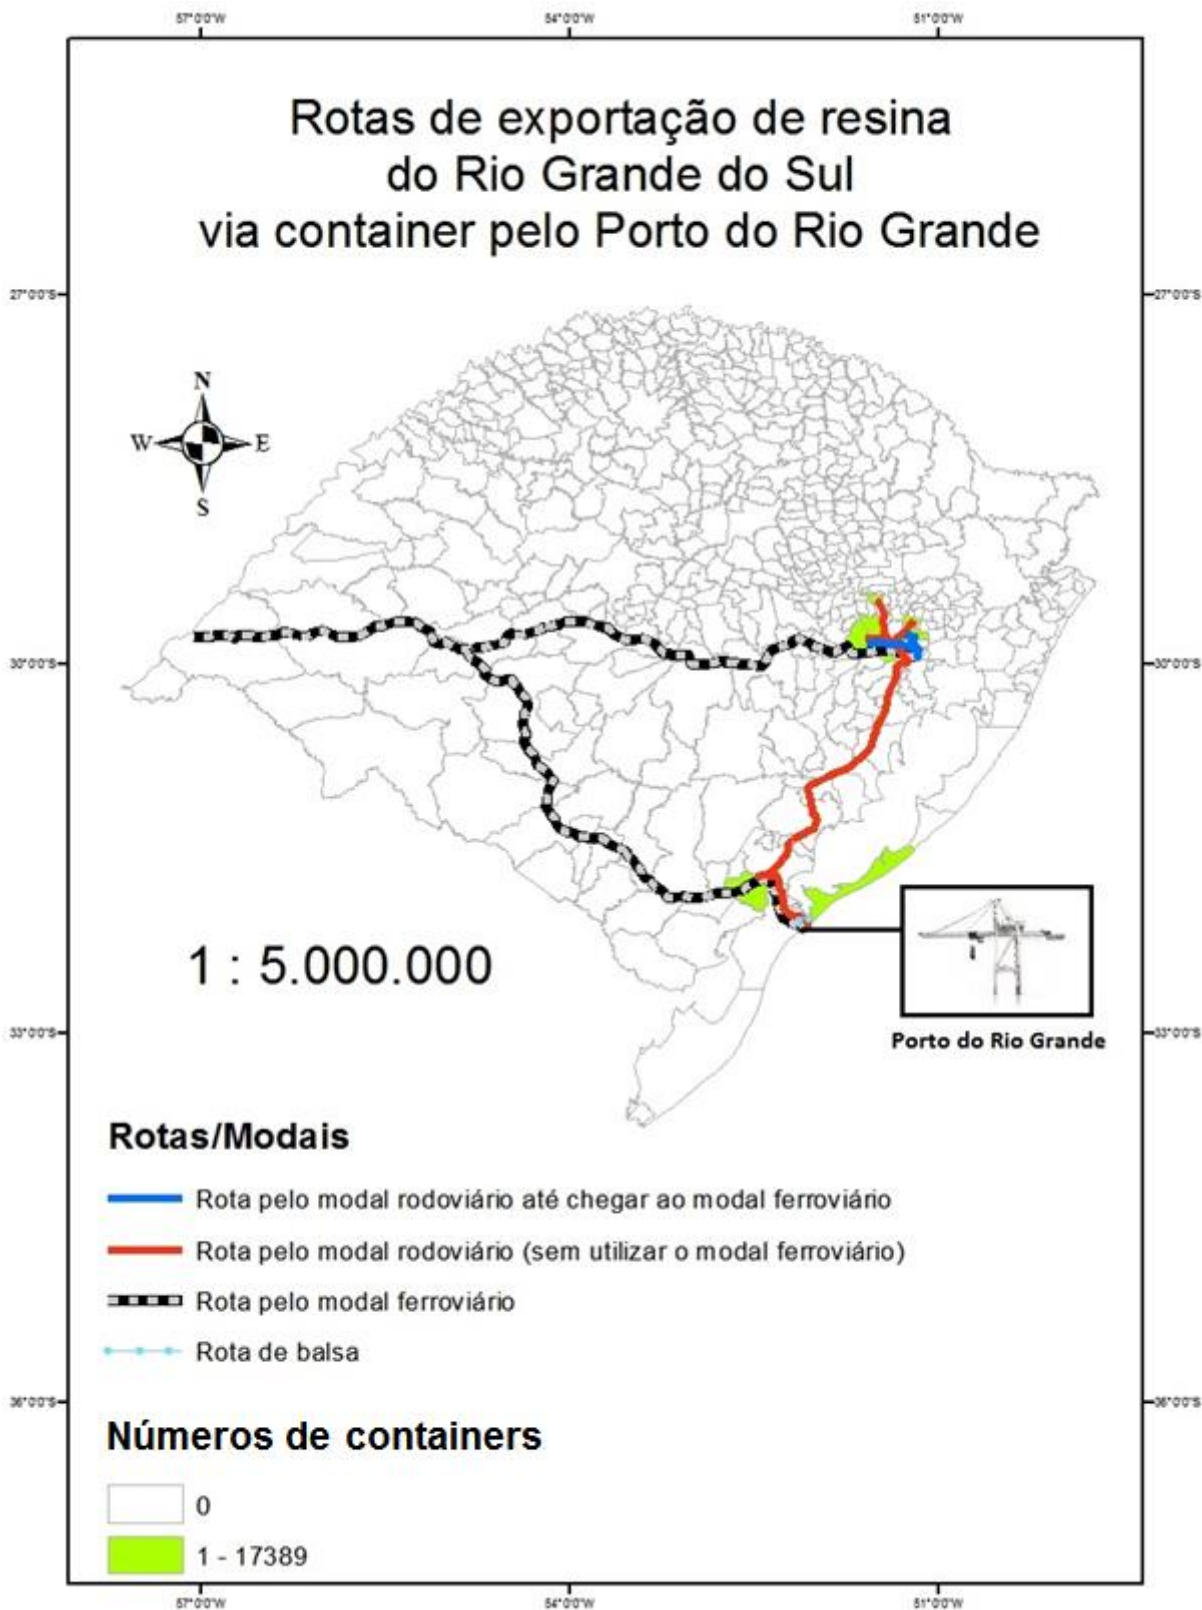 57°0'0"W 54°0'0"W 51°0'0"W
Rotas de exportação de resina
do Rio Grande do Sul
via container pelo Porto do Rio Grande
27°0'0"S 27°0'0"S
N
W E
S
30°0'0"S 30°0'0"S
1 : 5.000.000
33°0'0"S 33°0'0"S
Porto do Rio Grande
Rotas/Modais
Rota pelo modal rodoviário até chegar ao modal ferroviário
Rota pelo modal rodoviário (sem utilizar o modal ferroviário)
Rota pelo modal ferroviário
Rota de balsa
36°0'0"S 36°0'0"S
Números de containers
0
1 - 17389
57°0'0"W 54°0'0"W 51°0'0"W